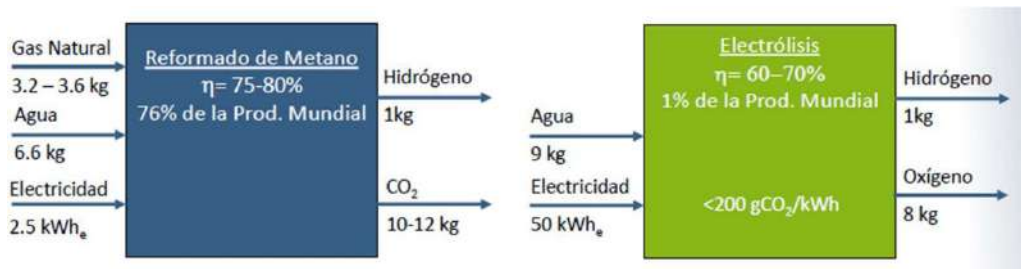 Gas Natural
3.2 – 3.6 kg
Agua
6.6 kg
Electricidad
2.5 kWhe
Reformado de Metano
η= 75-80%
76% de la Prod. Mundial
Hidrógeno
1kg
CO2
10-12 kg
Agua
9 kg
Electricidad
50 kWhe
Electrólisis
η= 60–70%
1% de la Prod. Mundial
<200 gCO2/kWh
Hidrógeno
1kg
Oxígeno
8 kg